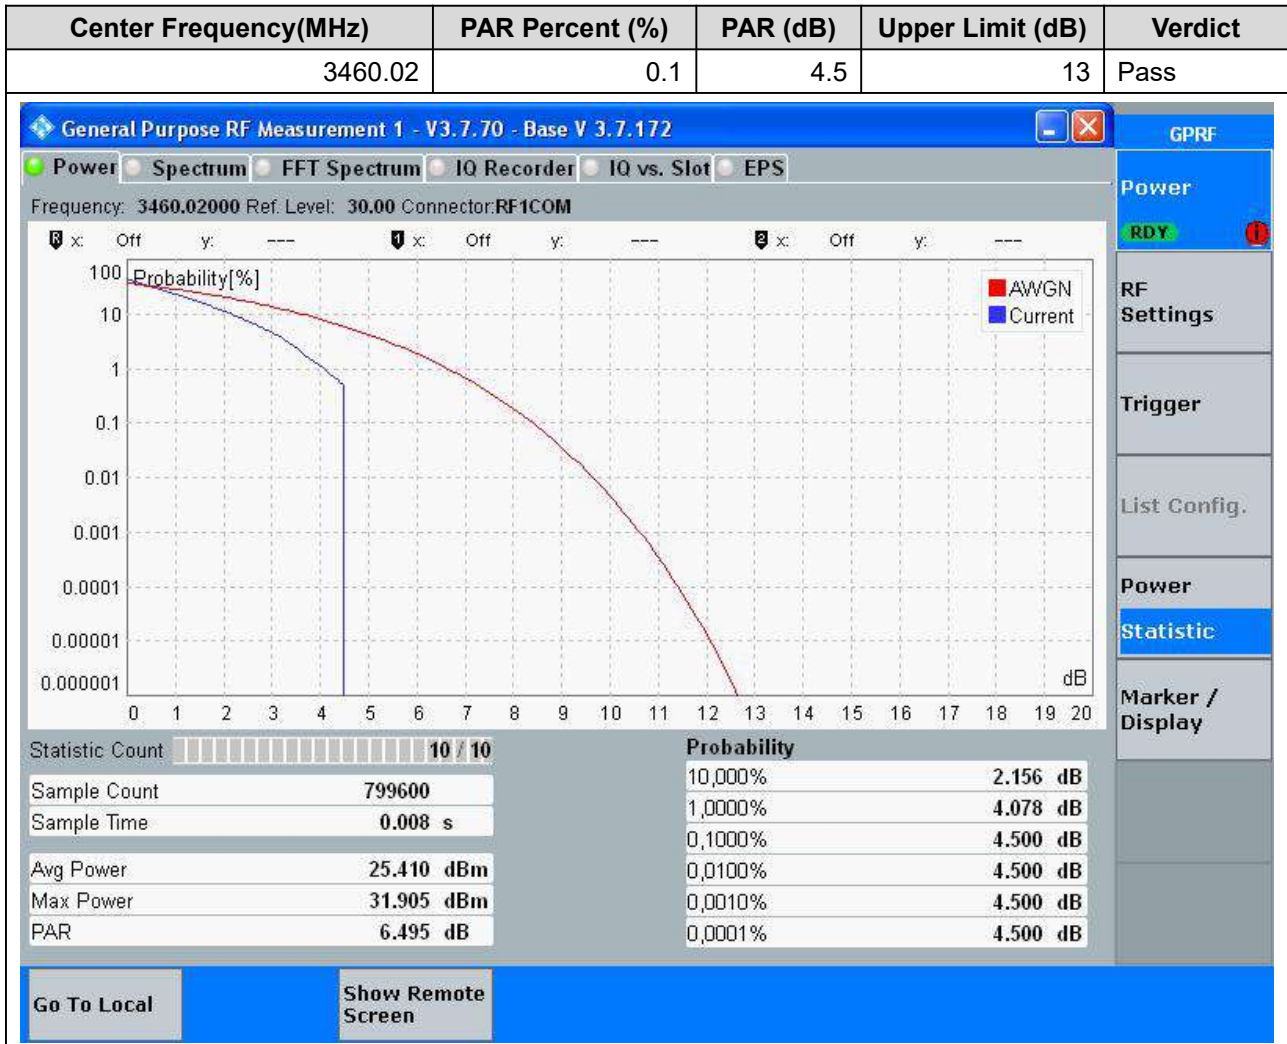 Center Frequency(MHz) PAR Percent (%) PAR (dB) Upper Limit (dB) Verdict
3460.02 0.1 4.5 13 Pass
General Purpose RF Measurement 1 - V3.7.70 - Base V 3.7.172
GPRF
Power Spectrum FFT Spectrum IQ Recorder IQ vs. Slot EPS
Frequency: 3460.02000 Ref. Level: 30.00 Connector:RF1COM
R x: Off y: --- 1 x: Off y: --- 2 x: Off y: ---
Probability[%]
AWGN
Current
100
10
1
0.1
0.01
0.001
0.0001
0.00001
0.000001
dB
0 1 2 3 4 5 6 7 8 9 10 11 12 13 14 15 16 17 18 19 20
Statistic Count 10 / 10
Sample Count 799600
Sample Time 0.008 s
Avg Power 25.410 dBm
Max Power 31.905 dBm
PAR 6.495 dB
Probability
10,000% 2.156 dB
1,0000% 4.078 dB
0,1000% 4.500 dB
0,0100% 4.500 dB
0,0010% 4.500 dB
0,0001% 4.500 dB
Power
RDY
RF
Settings
Trigger
List Config.
Power
Statistic
Marker /
Display
Go To Local
Show Remote
Screen